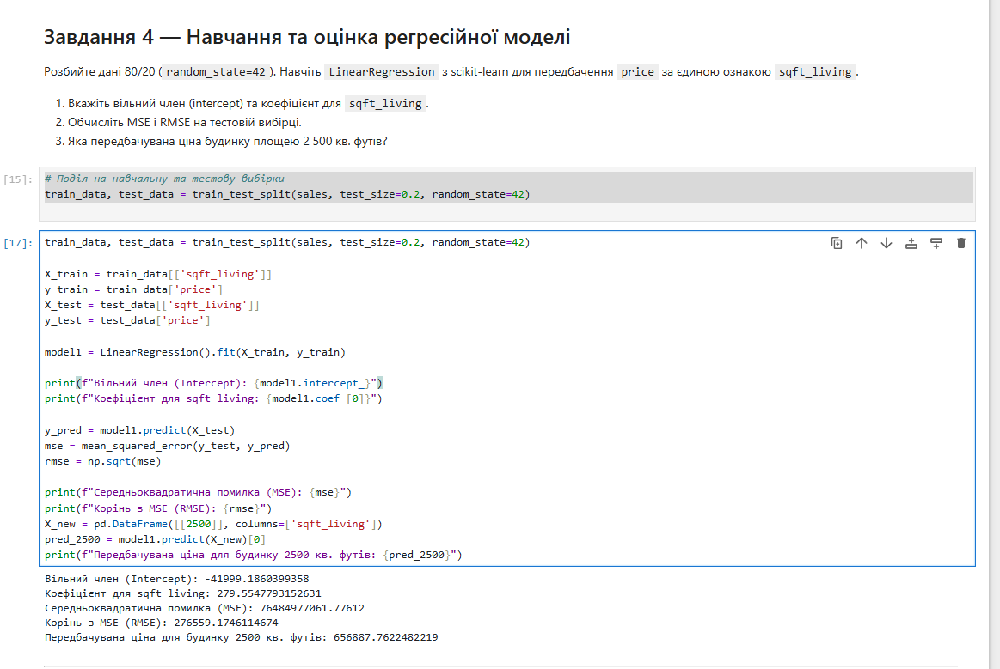 Завдання 4 — Навчання та оцінка регресійної моделі
Розбийте дані 80/20 ( random_state=42 ). Навчіть LinearRegression з scikit-learn для передбачення price за єдиною ознакою sqft_living .
1. Вкажіть вільний член (intercept) та коефіцієнт для sqft_living .
2. Обчисліть MSE і RMSE на тестовій вибірці.
3. Яка передбачувана ціна будинку площею 2 500 кв. футів?
[15]:
# Поділ на навчальну та тестову вибірки
train_data, test_data = train_test_split(sales, test_size=0.2, random_state=42)
[17]:
train_data, test_data = train_test_split(sales, test_size=0.2, random_state=42)
X_train = train_data[['sqft_living']]
y_train = train_data['price']
X_test = test_data[['sqft_living']]
y_test = test_data['price']
model1 = LinearRegression().fit(X_train, y_train)
print(f"Вільний член (Intercept): {model1.intercept_}")
print(f"Коефіцієнт для sqft_living: {model1.coef_[0]}")
y_pred = model1.predict(X_test)
mse = mean_squared_error(y_test, y_pred)
rmse = np.sqrt(mse)
print(f"Середньоквадратична помилка (MSE): {mse}")
print(f"Корінь з MSE (RMSE): {rmse}")
X_new = pd.DataFrame([[2500]], columns=['sqft_living'])
pred_2500 = model1.predict(X_new)[0]
print(f"Передбачувана ціна для будинку 2500 кв. футів: {pred_2500}")
Вільний член (Intercept): -41999.1860399358
Коефіцієнт для sqft_living: 279.5547793152631
Середньоквадратична помилка (MSE): 76484977061.77612
Корінь з MSE (RMSE): 276559.1746114674
Передбачувана ціна для будинку 2500 кв. футів: 656887.7622482219